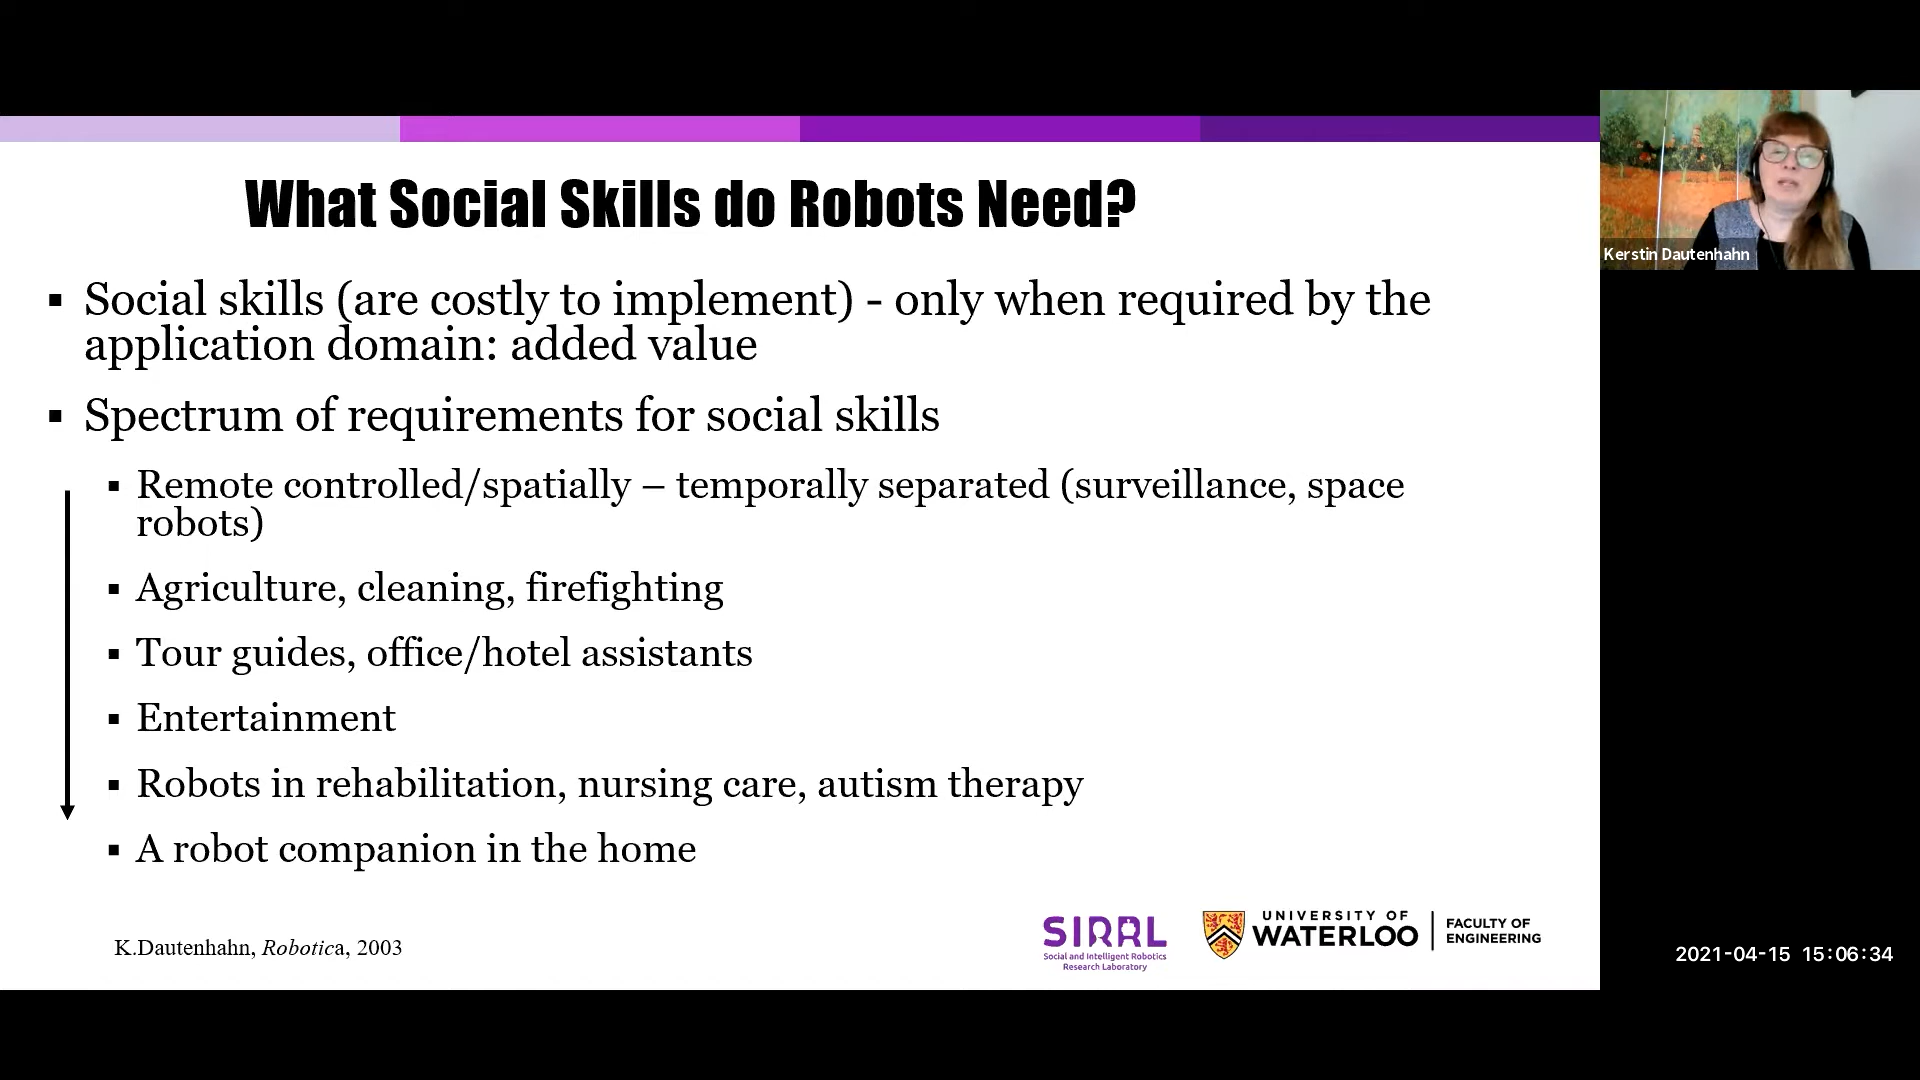 What Social Skills do Robots Need?
▪ Social skills (are costly to implement) - only when required by the
application domain: added value
▪ Spectrum of requirements for social skills
▪ Remote controlled/spatially – temporally separated (surveillance, space
robots)
▪ Agriculture, cleaning, firefighting
▪ Tour guides, office/hotel assistants
▪ Entertainment
▪ Robots in rehabilitation, nursing care, autism therapy
▪ A robot companion in the home
K.Dautenhahn, Robotica, 2003
SIRRL
Social and Intelligent Robotics
Research Laboratory
UNIVERSITY OF
WATERLOO
FACULTY OF
ENGINEERING
Kerstin Dautenhahn
2021-04-15 15:06:34